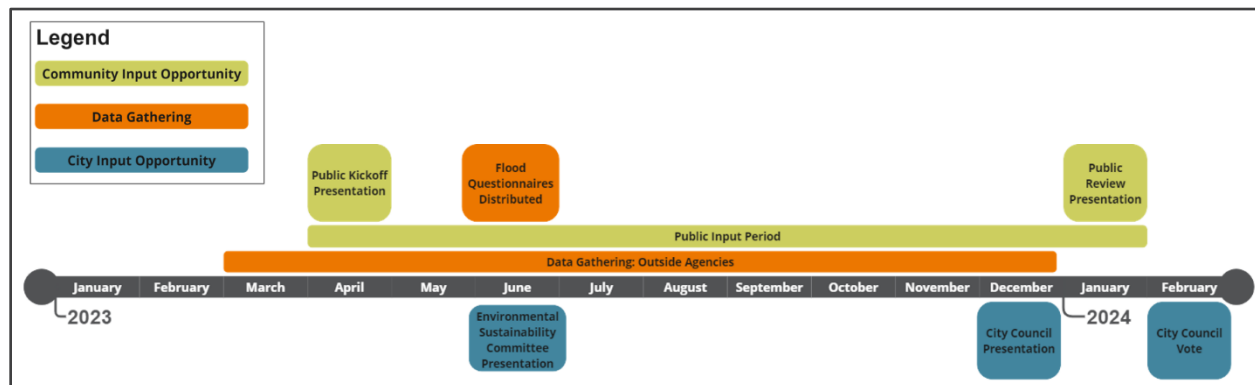 Legend
Community Input Opportunity
Data Gathering
City Input Opportunity
Public Kickoff
Presentation
Flood
Questionnaires
Distributed
Public
Review
Presentation
Public Input Period
Data Gathering: Outside Agencies
January February March April May June July August September October November December January February
2023
2024
Environmental
Sustainability
Committee
Presentation
City Council
Presentation
City Council
Vote